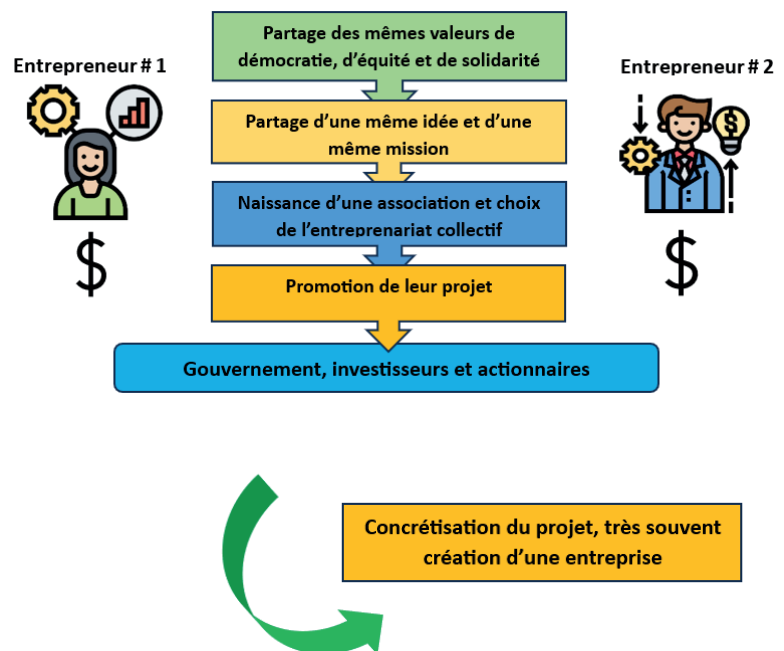 Partage des mêmes valeurs de
démocratie, d'équité et de solidarité
Entrepreneur # 1
Entrepreneur # 2
Partage d'une même idée et d'une
même mission
$
Naissance d'une association et choix
de l'entreprenariat collectif
$
$
Promotion de leur projet
Gouvernement, investisseurs et actionnaires
Concrétisation du projet, très souvent
création d'une entreprise